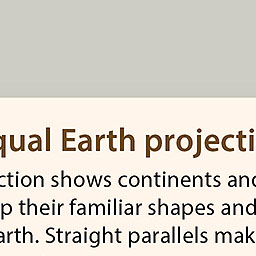 qual Earth projecti
ction shows continents and
p their familiar shapes and
arth. Straight parallels mak